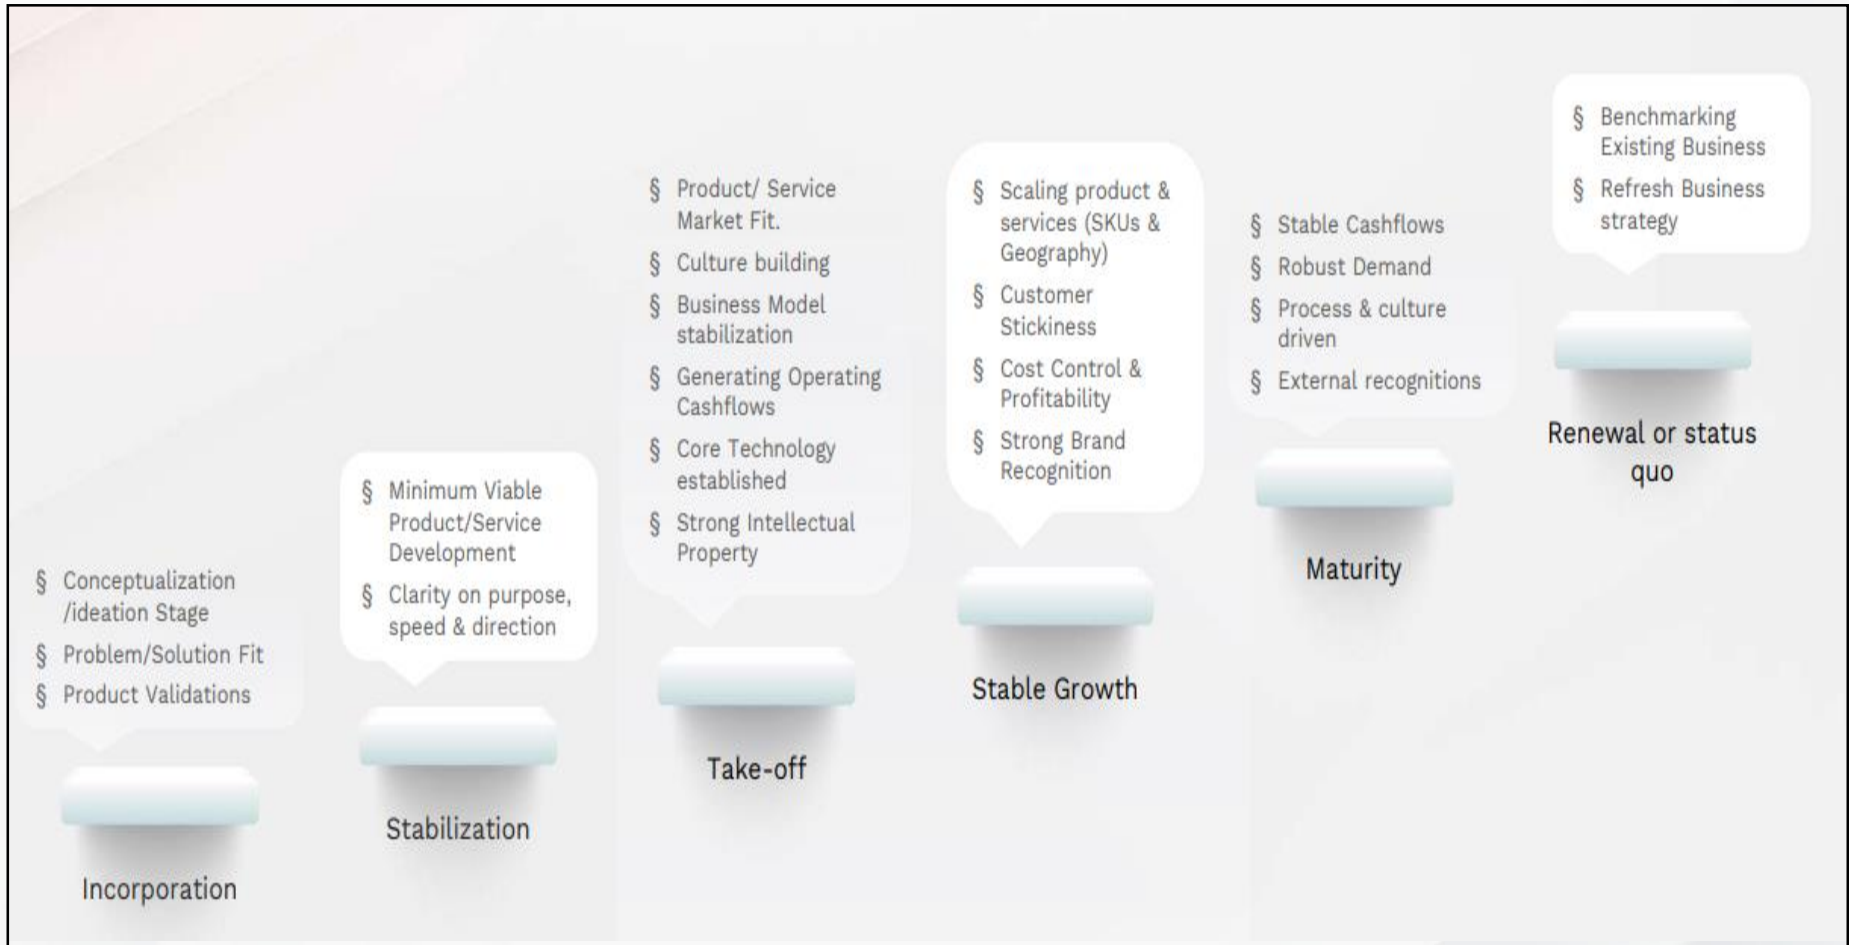 § Conceptualization
/ideation Stage
§ Problem/Solution Fit
§ Product Validations
Incorporation
§ Minimum Viable
Product/Service
Development
§ Clarity on purpose,
speed & direction
Stabilization
§ Product/ Service
Market Fit.
§ Culture building
§ Business Model
stabilization
§ Generating Operating
Cashflows
§ Core Technology
established
§ Strong Intellectual
Property
Take-off
§ Scaling product &
services (SKUs &
Geography)
§ Customer
Stickiness
§ Cost Control &
Profitability
§ Strong Brand
Recognition
Stable Growth
§ Stable Cashflows
§ Robust Demand
§ Process & culture
driven
§ External recognitions
Maturity
§ Benchmarking
Existing Business
§ Refresh Business
strategy
Renewal or status
quo